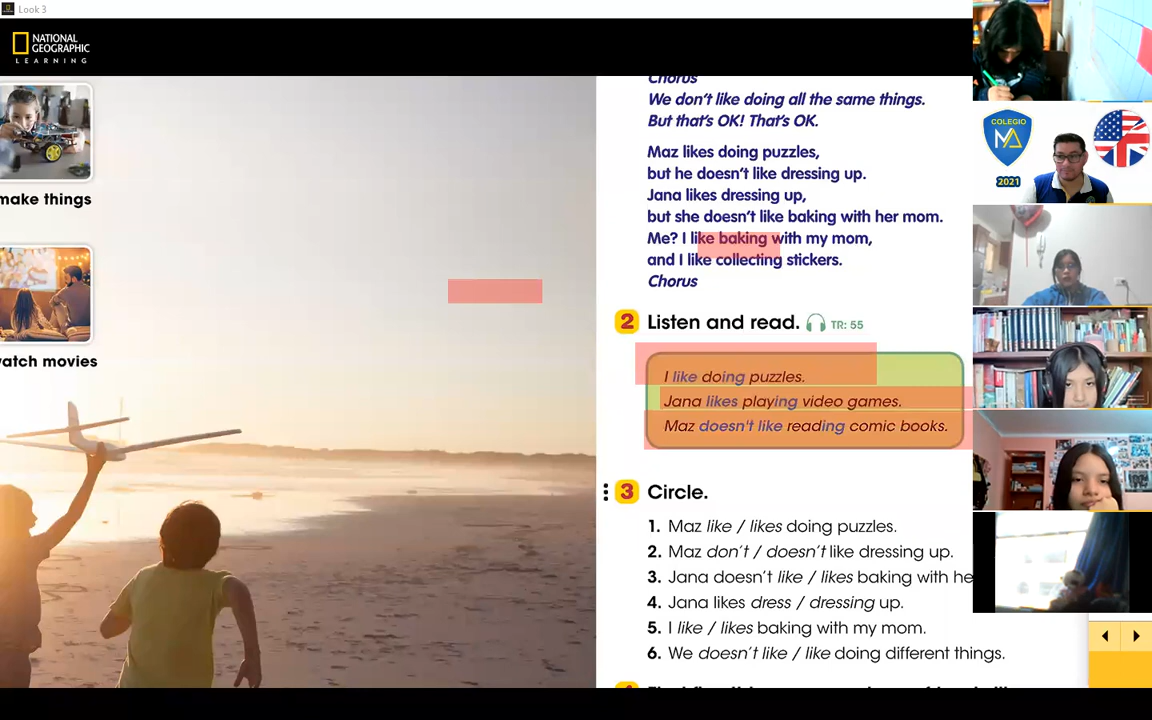 Look 3
NATIONAL
GEOGRAPHIC
LEARNING
make things
watch movies
Chorus
We don't like doing all the same things.
But that's OK! That's OK.
Maz likes doing puzzles,
but he doesn't like dressing up.
Jana likes dressing up,
but she doesn't like baking with her mom.
Me? I like baking with my mom,
and I like collecting stickers.
Chorus
2 Listen and read. TR: 55
I like doing puzzles.
Jana likes playing video games.
Maz doesn't like reading comic books.
3 Circle.
1. Maz like / likes doing puzzles.
2. Maz don't / doesn't like dressing up.
3. Jana doesn't like / likes baking with he
4. Jana likes dress / dressing up.
5. I like / likes baking with my mom.
6. We doesn't like / like doing different things.
COLEGIO
MA
2021